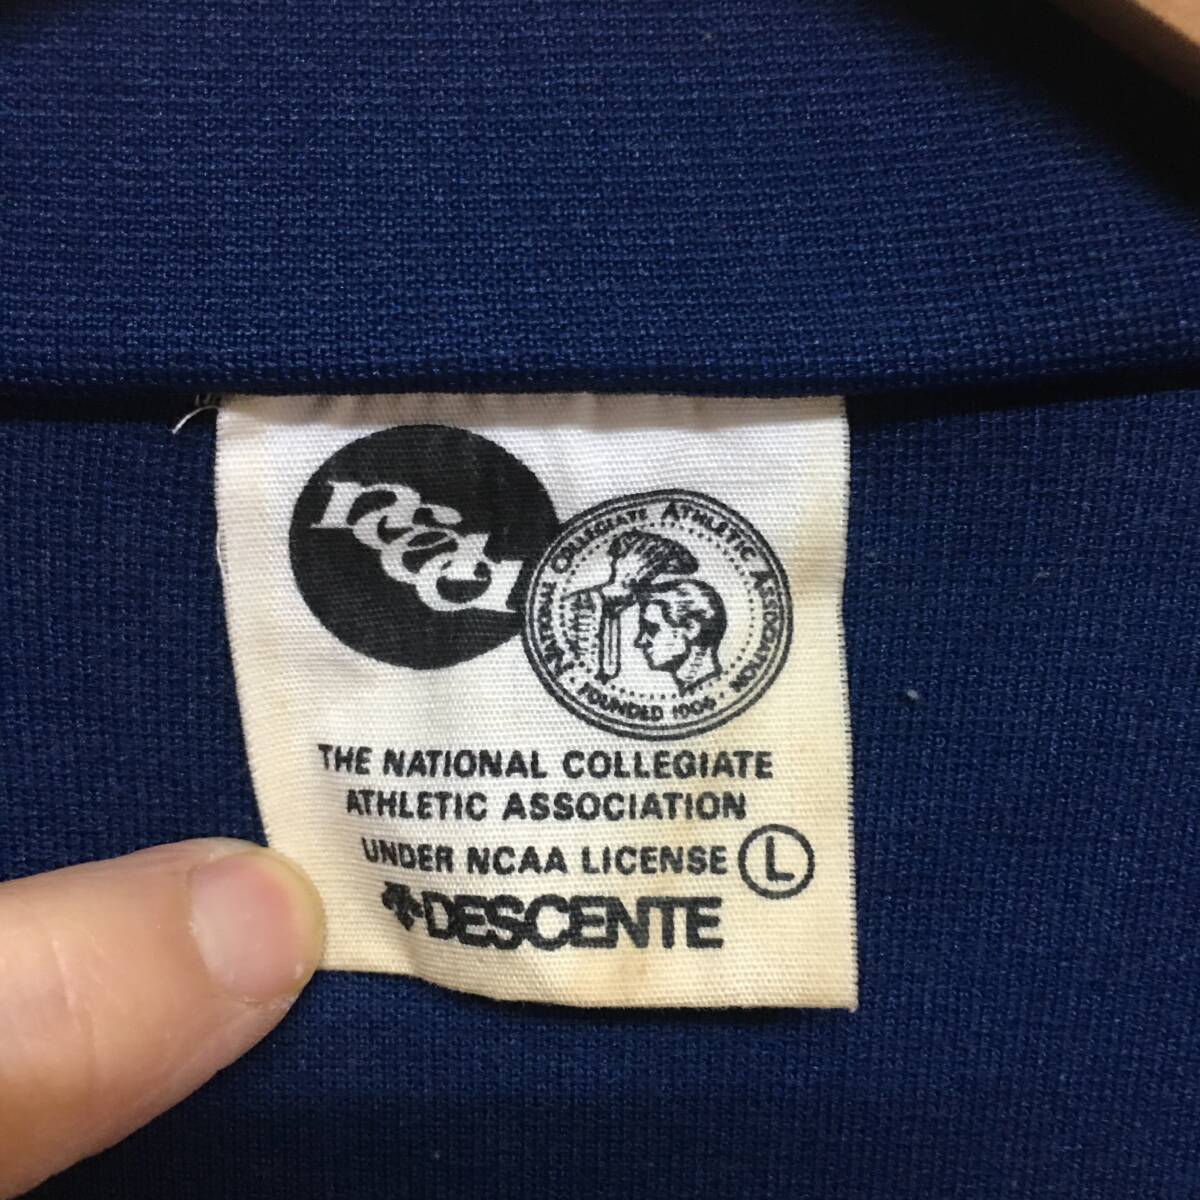 ncaa
NATIONAL COLLEGIATE ATHLETIC ASSOCIATION
· FOUNDED 1906 ·
THE NATIONAL COLLEGIATE
ATHLETIC ASSOCIATION
UNDER NCAA LICENSE L
DESCENTE